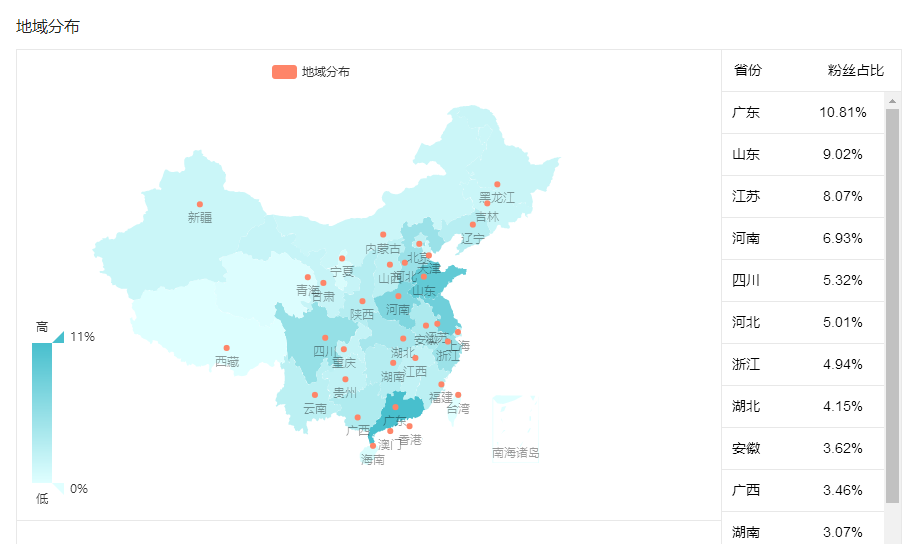 地域分布
地域分布
黑龙江
吉林
辽宁
新疆
内蒙古
北京
天津
宁夏
山西
河北
青海
甘肃
山东
陕西
河南
安徽
江苏
上海
浙江
四川
重庆
湖北
西藏
湖南
江西
贵州
福建
云南
台湾
广东
广西
香港
澳门
海南
南海诸岛
高
11%
0%
低
省份 粉丝占比
广东 10.81%
山东 9.02%
江苏 8.07%
河南 6.93%
四川 5.32%
河北 5.01%
浙江 4.94%
湖北 4.15%
安徽 3.62%
广西 3.46%
湖南 3.07%